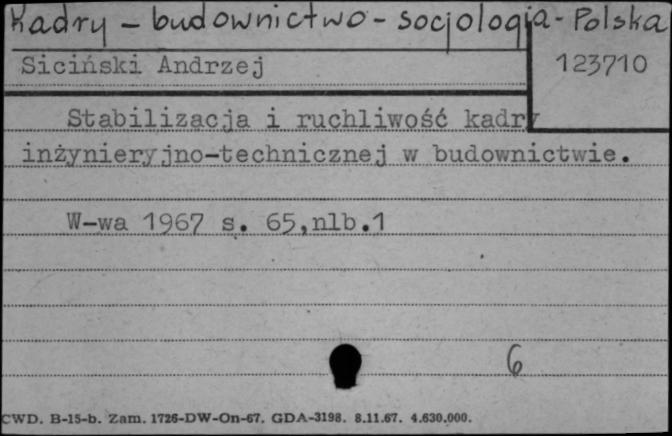 Kadry - budownictwo - socjologia - Polska
Siciński Andrzej
123710
Stabilizacja i ruchliwość kadry
inżynieryjno-technicznej w budownictwie.
W-wa 1967 s. 65,nlb.1
6
CWD. B-15-b. Zam. 1726-DW-On-67. GDA-3198. 8.11.67. 4.630.000.